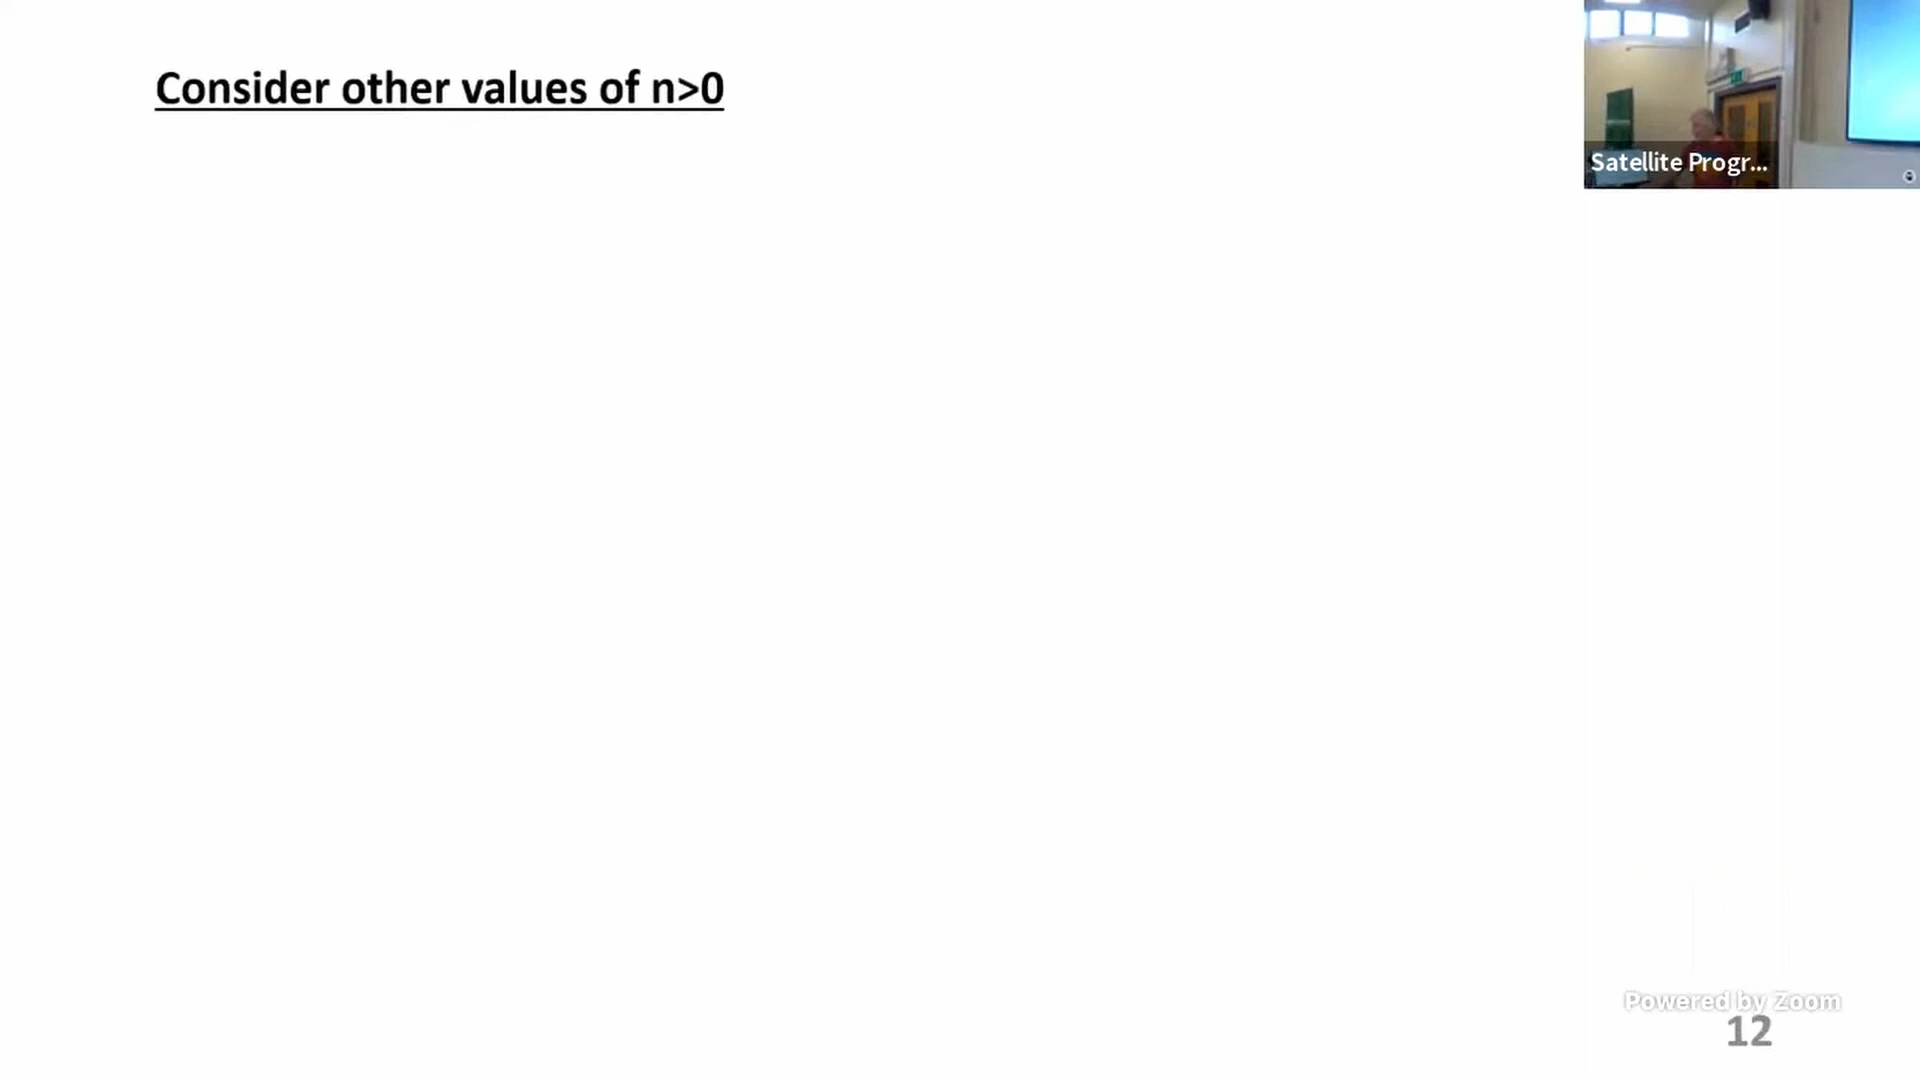 Consider other values of n>0
Satellite Progr...
Powered by Zoom
12